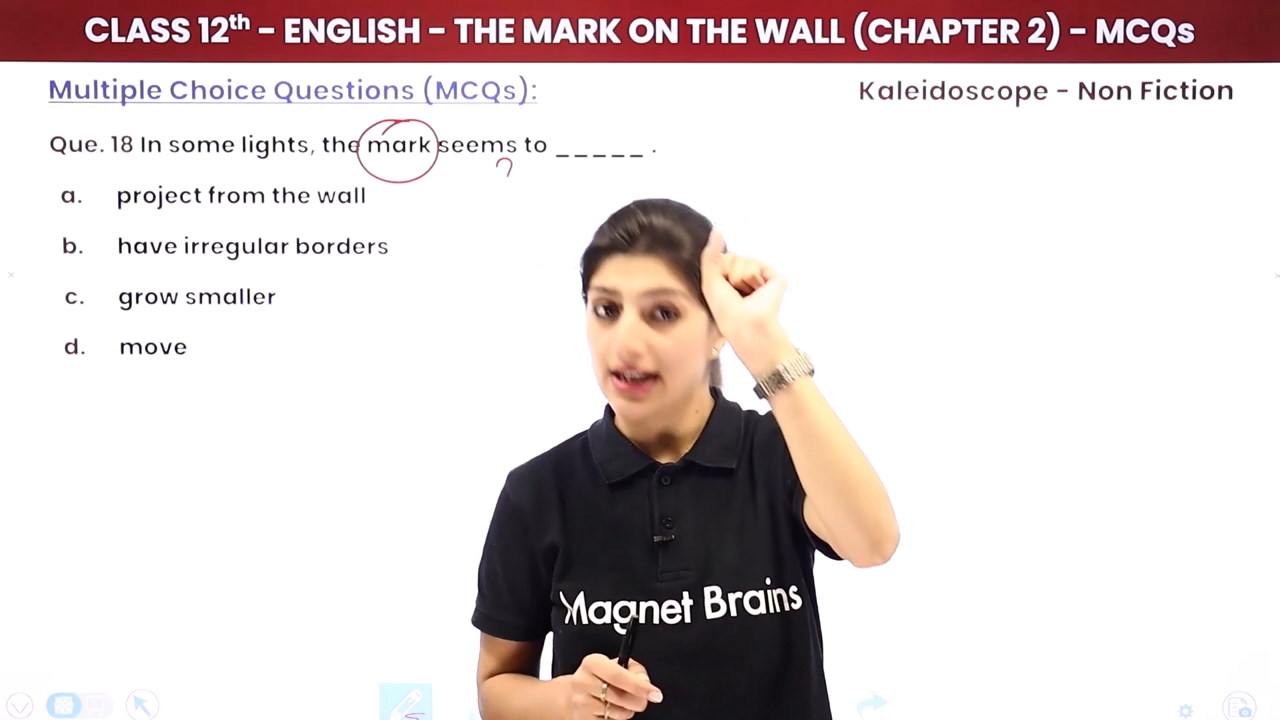 CLASS 12th – ENGLISH – THE MARK ON THE WALL (CHAPTER 2) – MCQs
Multiple Choice Questions (MCQs):
Kaleidoscope - Non Fiction
Que. 18 In some lights, the mark seems to _____ .
?
a. project from the wall
b. have irregular borders
c. grow smaller
d. move
Magnet Brains